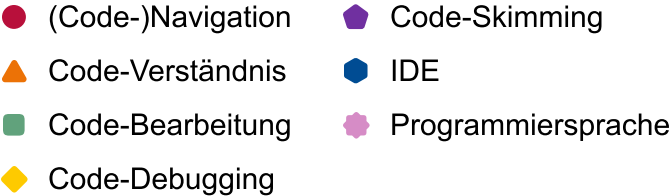 (Code-)Navigation
Code-Verständnis
Code-Bearbeitung
Code-Debugging
Code-Skimming
IDE
Programmiersprache